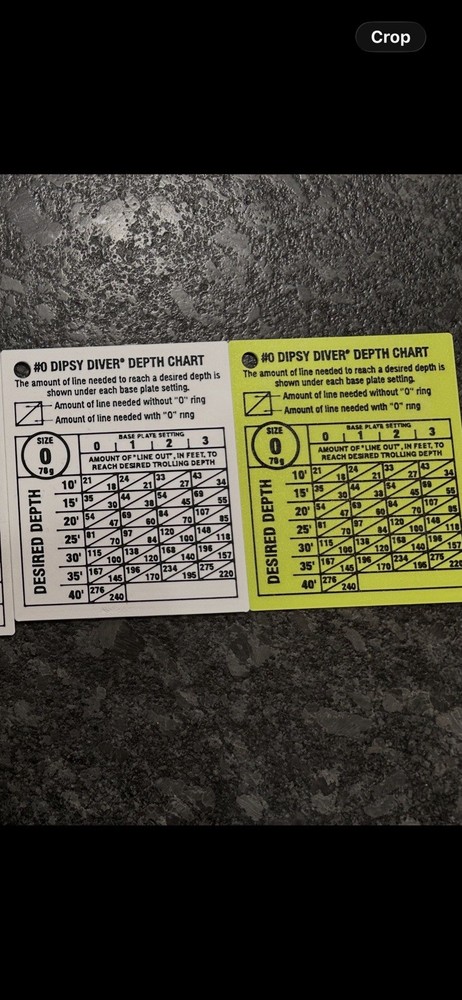 Crop
#0 DIPSY DIVER® DEPTH CHART
The amount of line needed to reach a desired depth is
shown under each base plate setting.
Amount of line needed without "O" ring
Amount of line needed with "O" ring
SIZE
0
78g
BASE PLATE SETTING
0 1 2 3
AMOUNT OF "LINE OUT", IN FEET, TO
REACH DESIRED TROLLING DEPTH
DESIRED DEPTH
10' 21 18 24 21 33 27 43 34
15' 35 30 44 38 54 45 69 55
20' 54 47 69 60 84 70 107 85
25' 81 70 97 84 120 100 148 118
30' 115 100 138 120 168 140 196 157
35' 167 145 196 170 234 195 275 220
40' 276 240
#0 DIPSY DIVER® DEPTH CHART
The amount of line needed to reach a desired depth is
shown under each base plate setting.
Amount of line needed without "O" ring
Amount of line needed with "O" ring
SIZE
0
78g
BASE PLATE SETTING
0 1 2 3
AMOUNT OF "LINE OUT", IN FEET, TO
REACH DESIRED TROLLING DEPTH
DESIRED DEPTH
10' 21 18 24 21 33 27 43 34
15' 35 30 44 38 54 45 69 55
20' 54 47 69 60 84 70 107 85
25' 81 70 97 84 120 100 148 118
30' 115 100 138 120 168 140 196 157
35' 167 145 196 170 234 195 275
40' 276 240